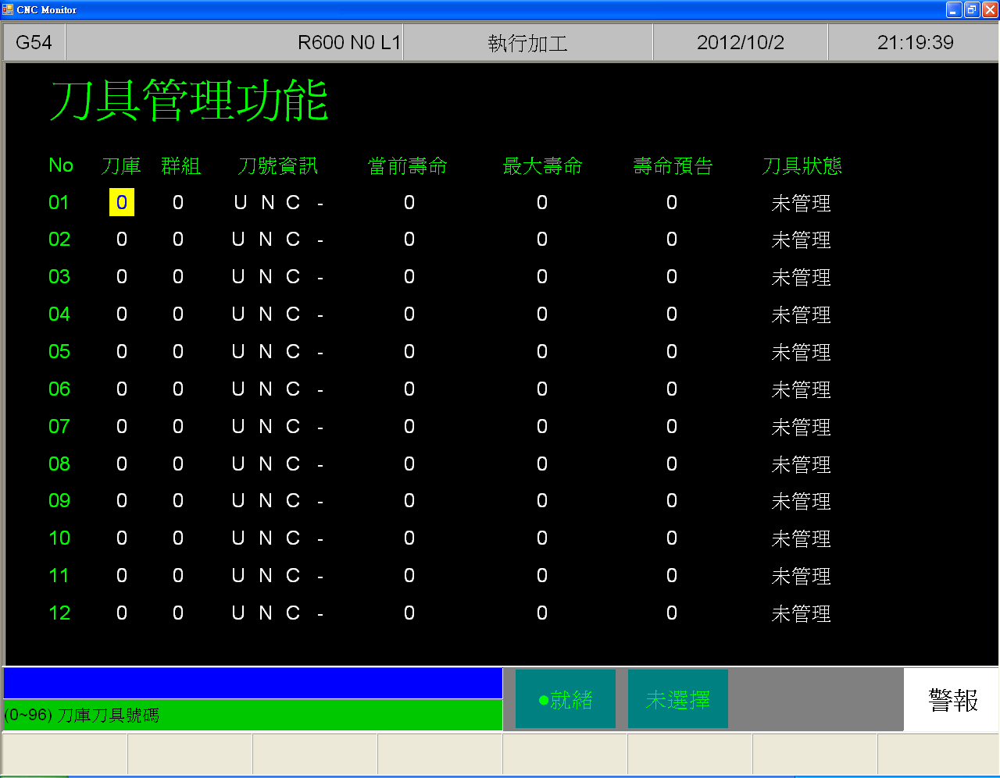 CNC Monitor
G54 R600 N0 L1 執行加工 2012/10/2 21:19:39
刀具管理功能
No 刀庫 群組 刀號資訊 當前壽命 最大壽命 壽命預告 刀具狀態
01 0 0 U N C - 0 0 0 未管理
02 0 0 U N C - 0 0 0 未管理
03 0 0 U N C - 0 0 0 未管理
04 0 0 U N C - 0 0 0 未管理
05 0 0 U N C - 0 0 0 未管理
06 0 0 U N C - 0 0 0 未管理
07 0 0 U N C - 0 0 0 未管理
08 0 0 U N C - 0 0 0 未管理
09 0 0 U N C - 0 0 0 未管理
10 0 0 U N C - 0 0 0 未管理
11 0 0 U N C - 0 0 0 未管理
12 0 0 U N C - 0 0 0 未管理
●就緒 未選擇 警報
(0~96) 刀庫刀具號碼